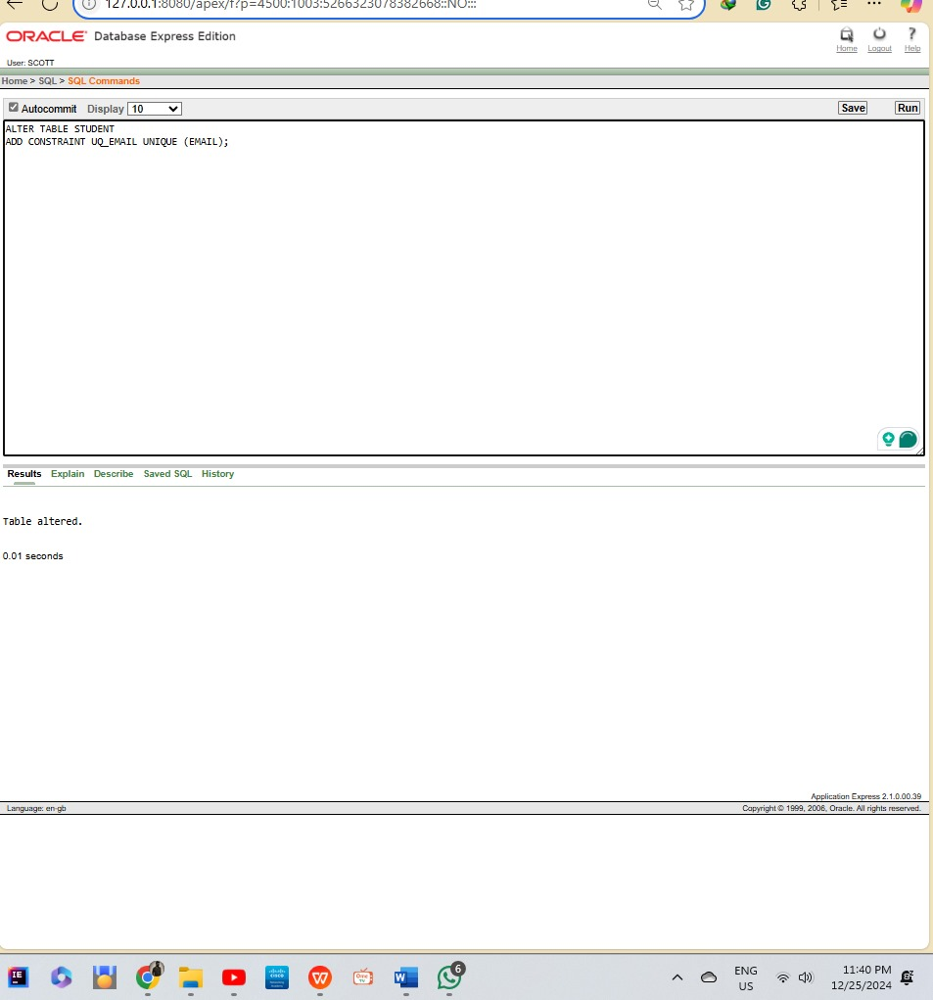 127.0.0.1:8080/apex/f?p=4500:1003:5266323078382668::NO:::
ORACLE Database Express Edition
Home Logout Help
User: SCOTT
Home > SQL > SQL Commands
Autocommit Display 10 Save Run
ALTER TABLE STUDENT
ADD CONSTRAINT UQ_EMAIL UNIQUE (EMAIL);
Results Explain Describe Saved SQL History
Table altered.
0.01 seconds
Application Express 2.1.0.00.39
Language: en-gb Copyright © 1999, 2006, Oracle. All rights reserved.
6
ENG 11:40 PM
US 12/25/2024